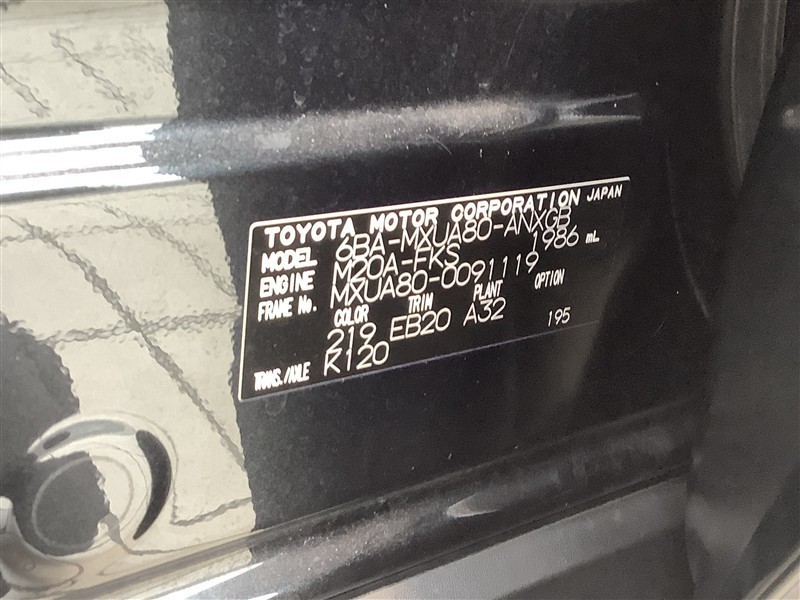 TOYOTA MOTOR CORPORATION JAPAN
MODEL 6BA-MXUA80-ANXGB
ENGINE M20A-FKS 1986 mL
FRAME No. MXUA80-0091119
COLOR TRIM PLANT OPTION
219 EB20 A32 195
TRANS./AXLE K120